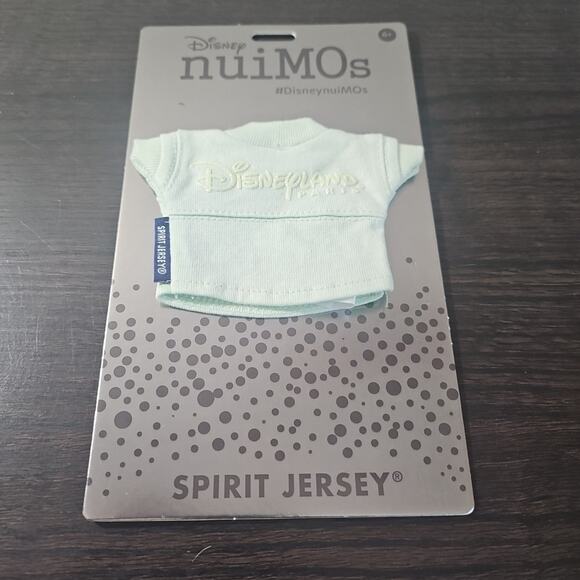 Disney
nuiMOs
6+
#DisneynuiMOs
Disneyland
PARIS
SPIRIT JERSEY®
SPIRIT JERSEY®